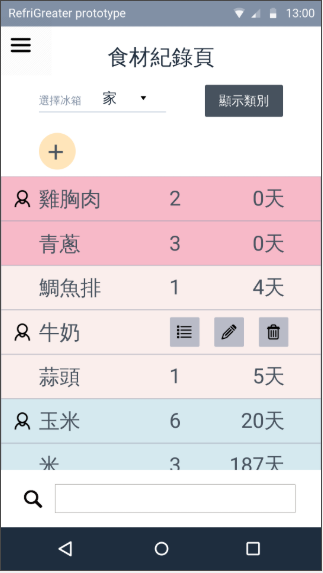 RefriGreater prototype 13:00
食材紀錄頁
選擇冰箱 家 顯示類別
雞胸肉 2 0天
青蔥 3 0天
鯛魚排 1 4天
牛奶
蒜頭 1 5天
玉米 6 20天
米 3 187天